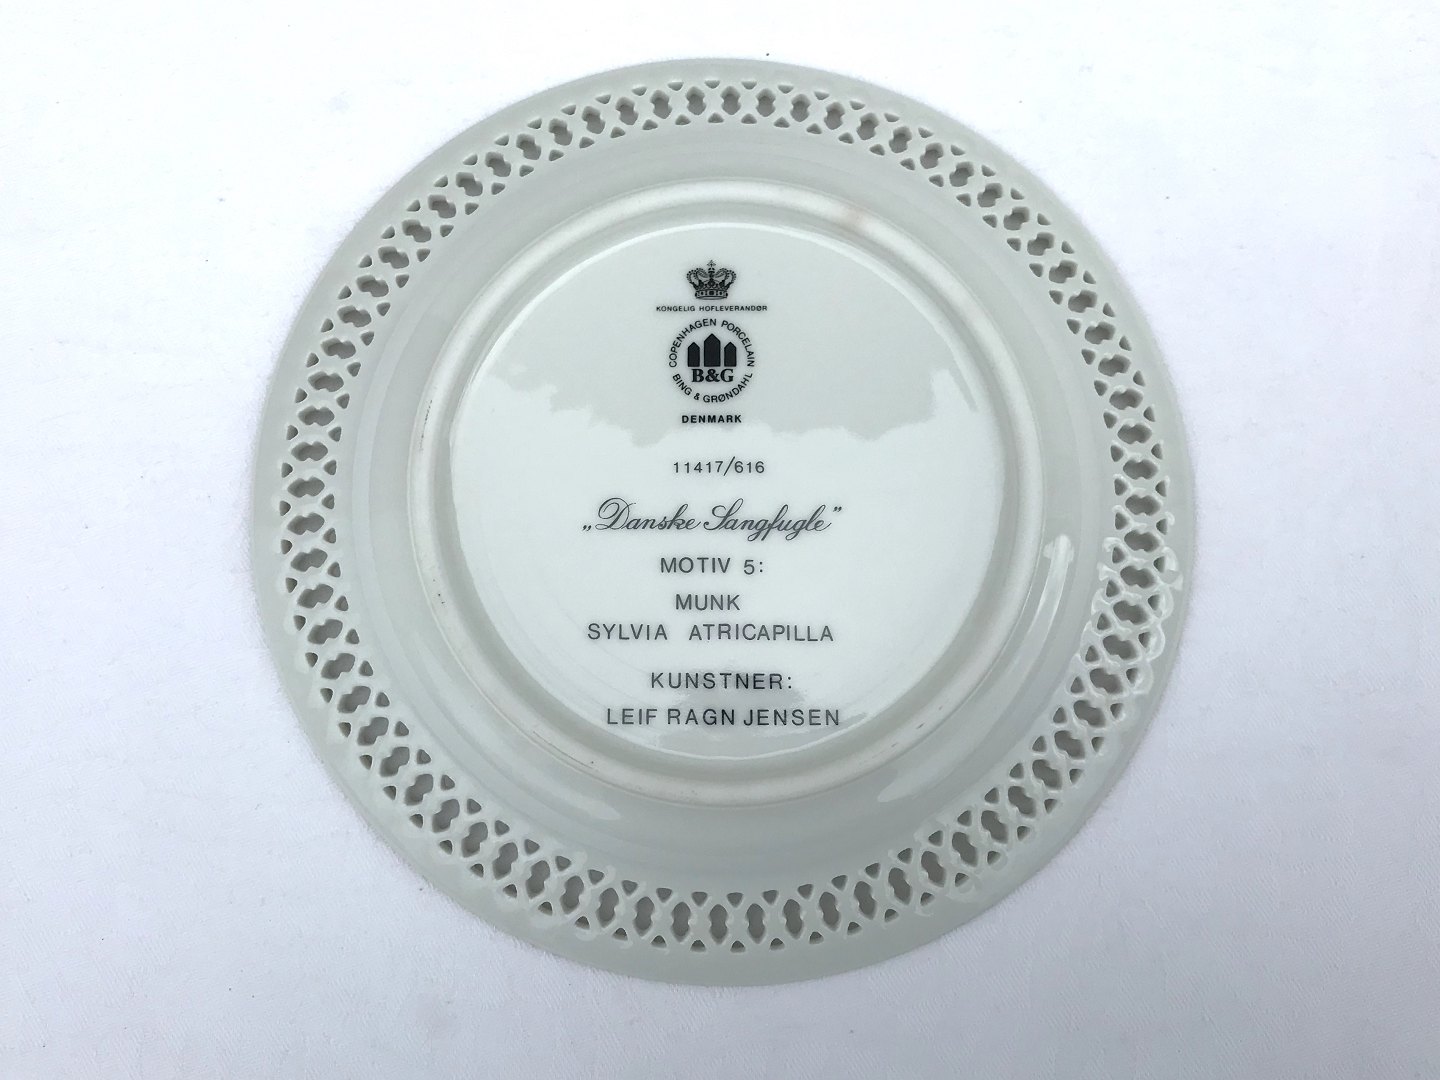 KONGELIG HOFLEVERANDØR
COPENHAGEN PORCELAIN
B&G
BING & GRØNDAHL
DENMARK
11417/616
„Danske Sangfugle”
MOTIV 5:
MUNK
SYLVIA ATRICAPILLA
KUNSTNER:
LEIF RAGN JENSEN